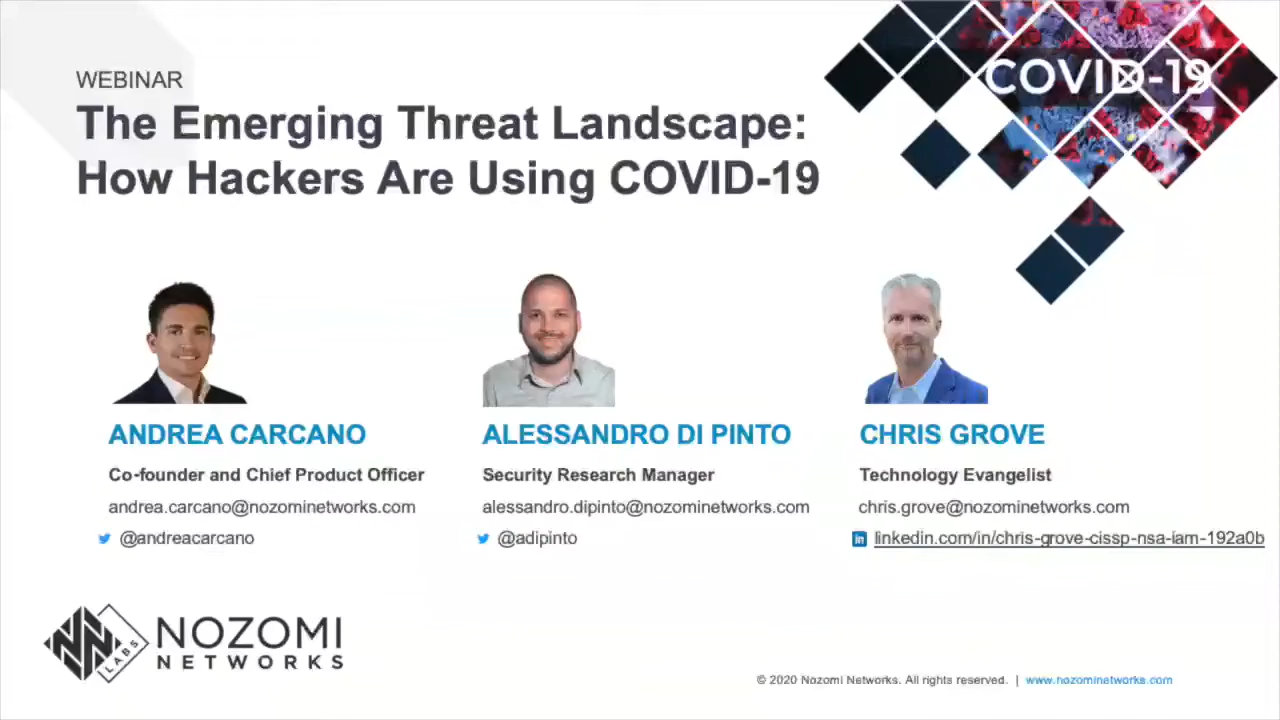 WEBINAR
The Emerging Threat Landscape:
How Hackers Are Using COVID-19
COVID-19
ANDREA CARCANO
Co-founder and Chief Product Officer
andrea.carcano@nozominetworks.com
@andreacarcano
ALESSANDRO DI PINTO
Security Research Manager
alessandro.dipinto@nozominetworks.com
@adipinto
CHRIS GROVE
Technology Evangelist
chris.grove@nozominetworks.com
in linkedin.com/in/chris-grove-cissp-nsa-iam-192a0b
NN LABS
NOZOMI
NETWORKS
© 2020 Nozomi Networks. All rights reserved. | www.nozominetworks.com